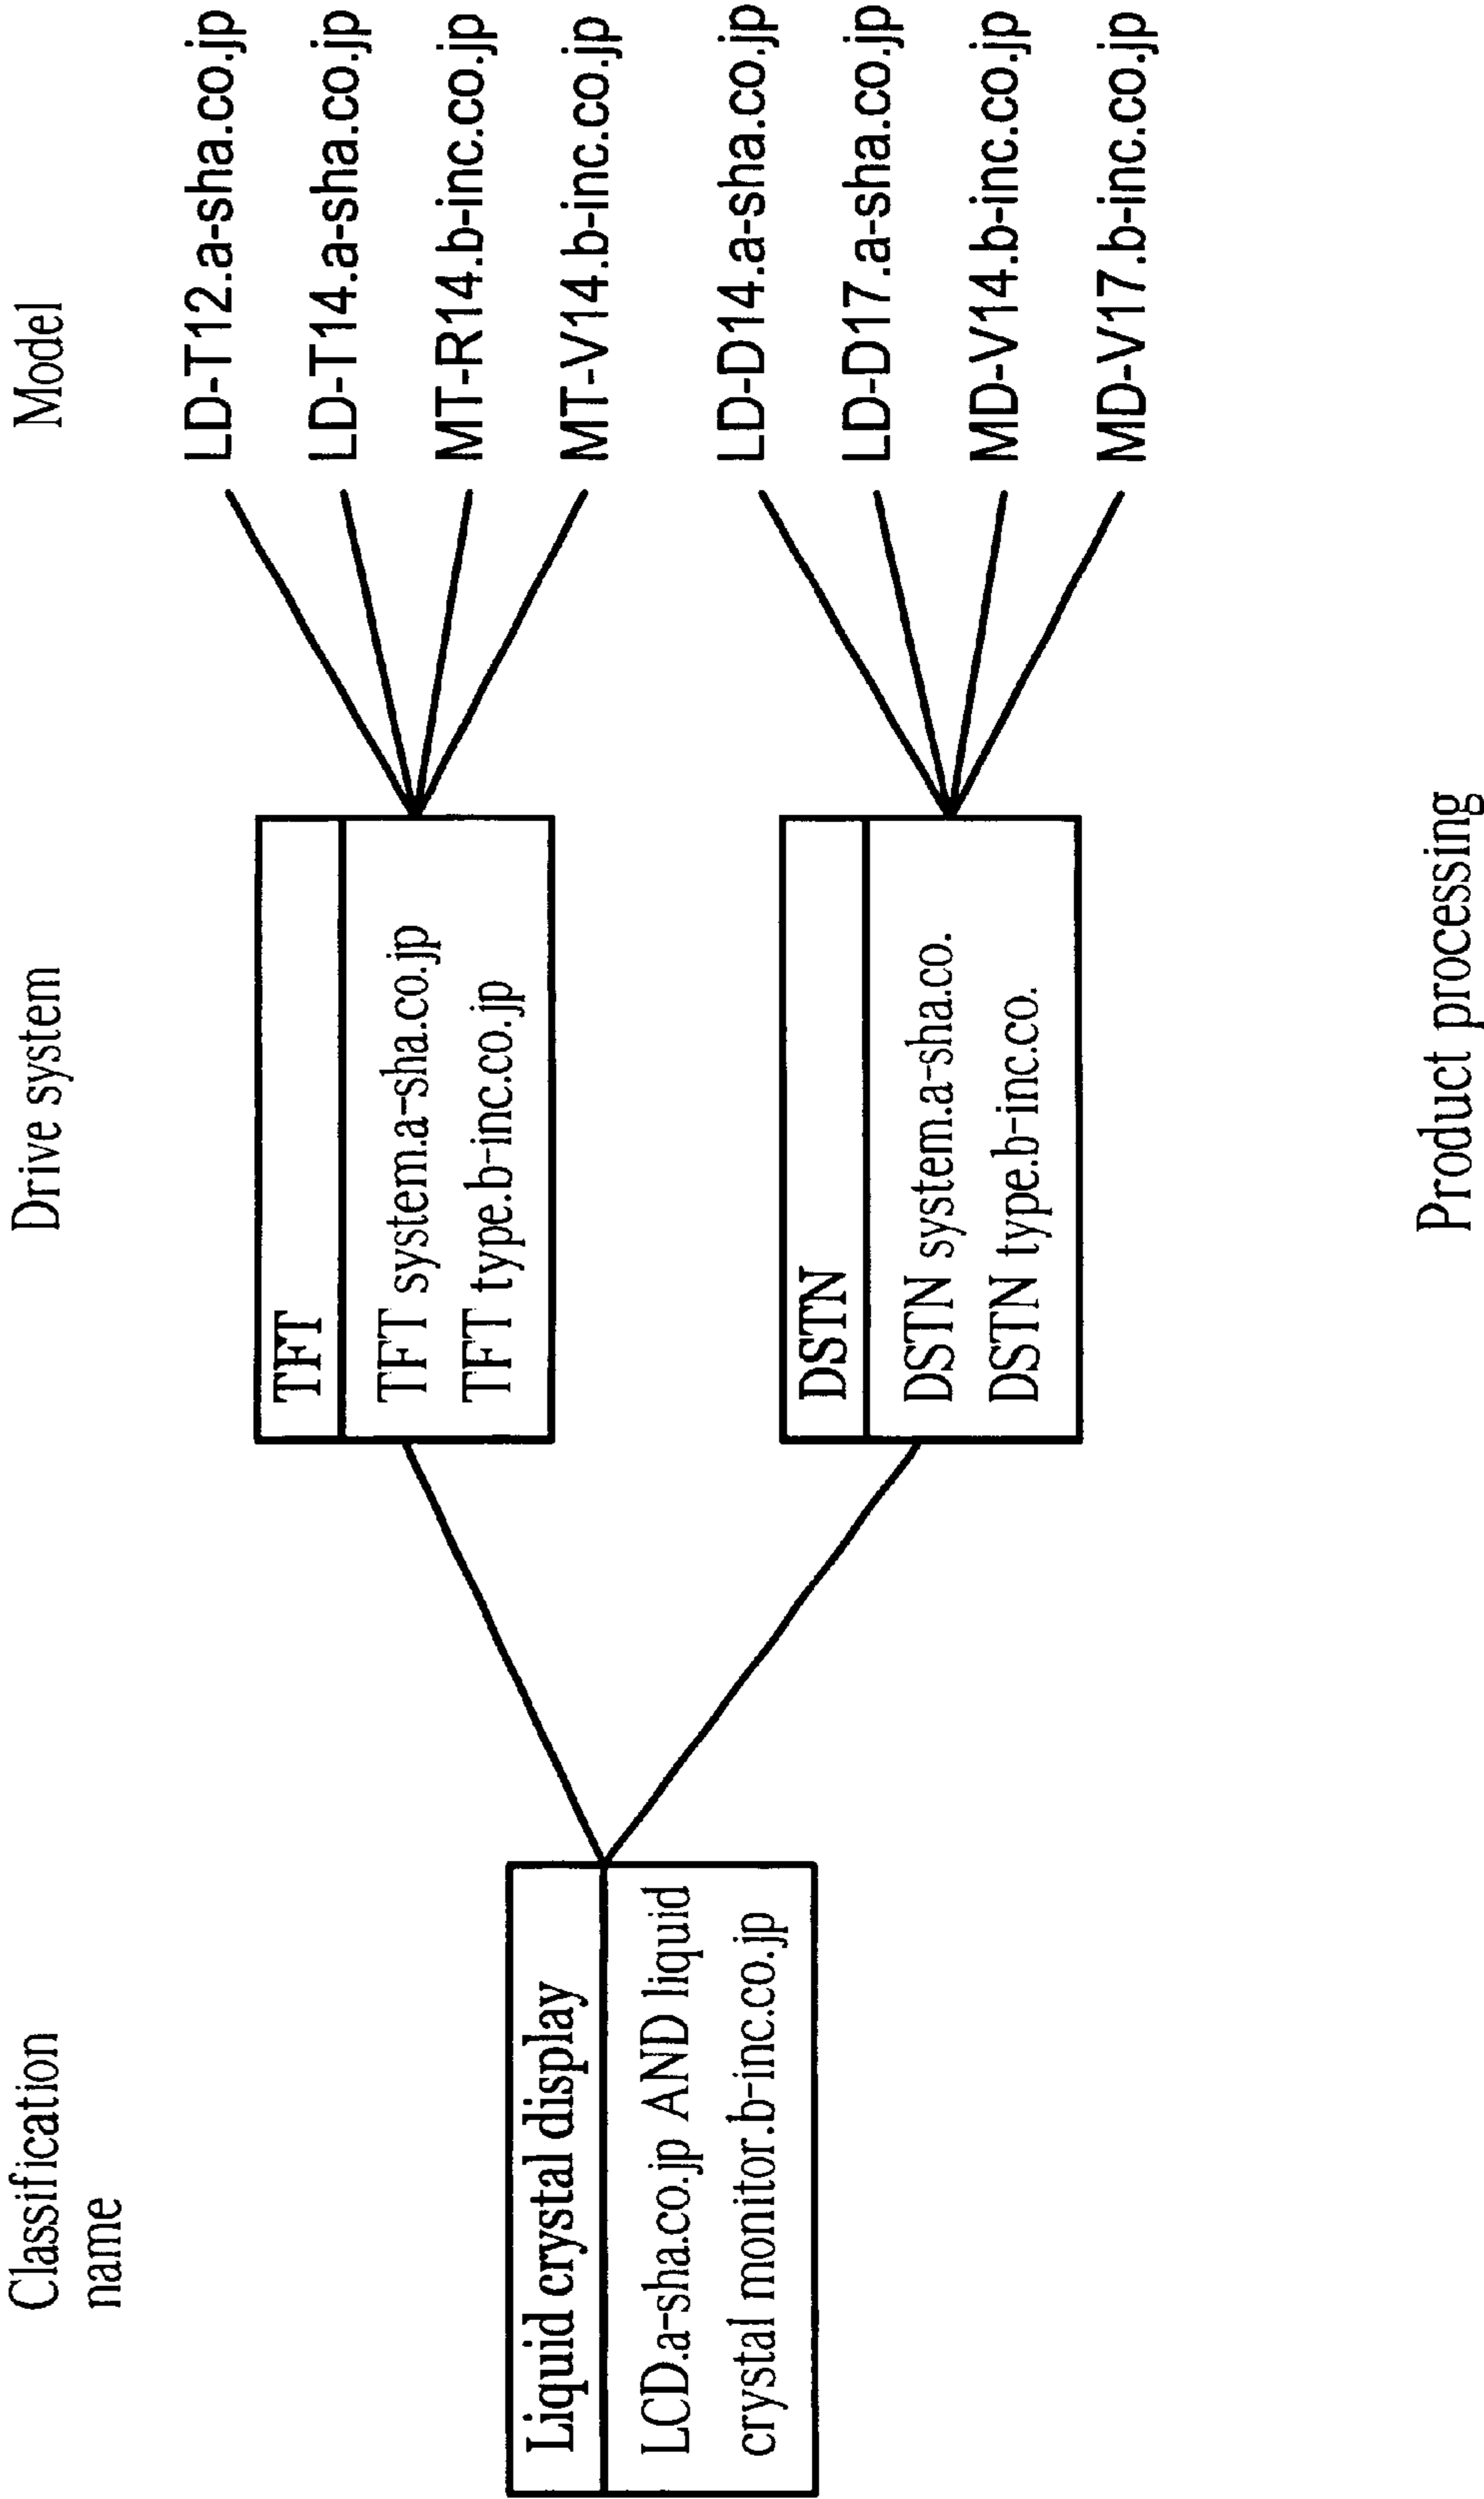 Classification
name
Drive system
Model
Liquid crystal display
LCD.a-sha.co.jp AND liquid
crystal monitor.b-inc.co.jp
TFT
TFT system.a-sha.co.jp
TFT type.b-inc.co.jp
DSTN
DSTN system.a-sha.co.
DSTN type.b-inc.co.
LD-T12.a-sha.co.jp
LD-T14.a-sha.co.jp
MT-R14.b-inc.co.jp
MT-V14.b-inc.co.jp
LD-D14.a-sha.co.jp
LD-D17.a-sha.co.jp
MD-V14.b-inc.co.jp
MD-V17.b-inc.co.jp
Product processing